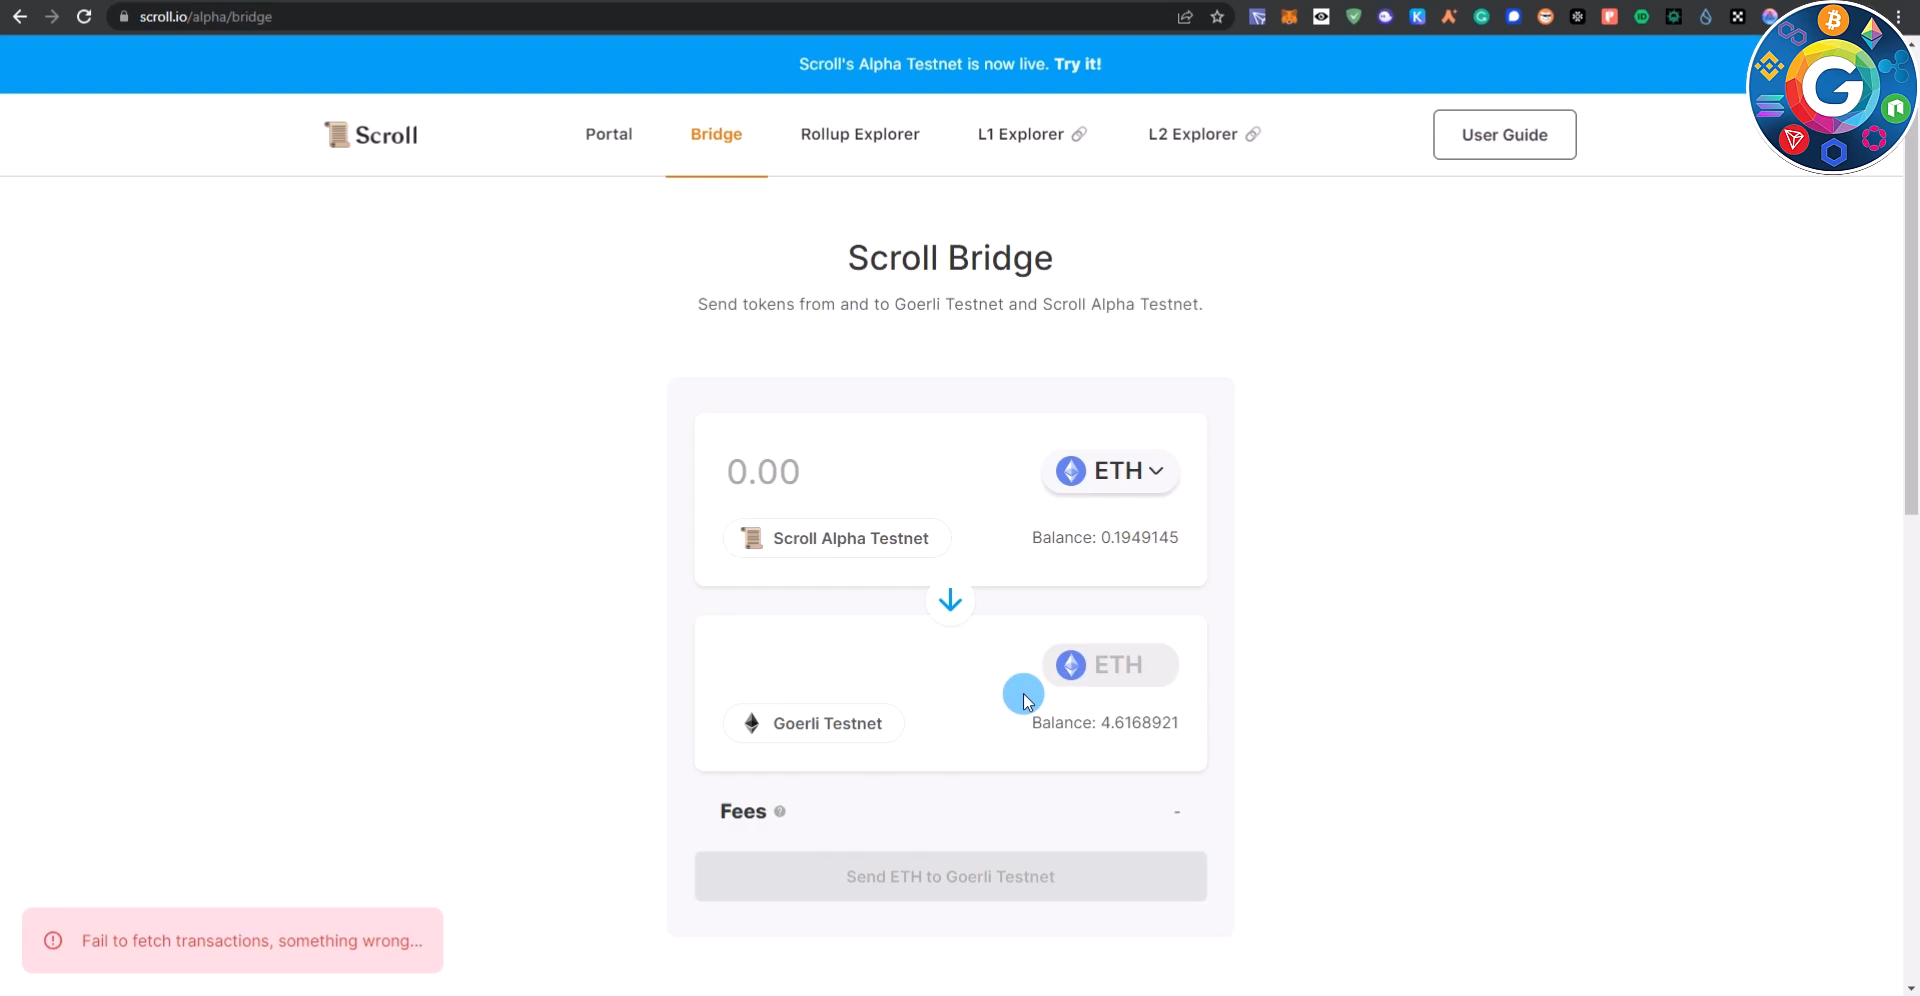 scroll.io/alpha/bridge
Scroll's Alpha Testnet is now live. Try it!
Scroll
Portal
Bridge
Rollup Explorer
L1 Explorer
L2 Explorer
User Guide
Scroll Bridge
Send tokens from and to Goerli Testnet and Scroll Alpha Testnet.
0.00
ETH
Scroll Alpha Testnet
Balance: 0.1949145
ETH
Goerli Testnet
Balance: 4.6168921
Fees
-
Send ETH to Goerli Testnet
Fail to fetch transactions, something wrong...
G